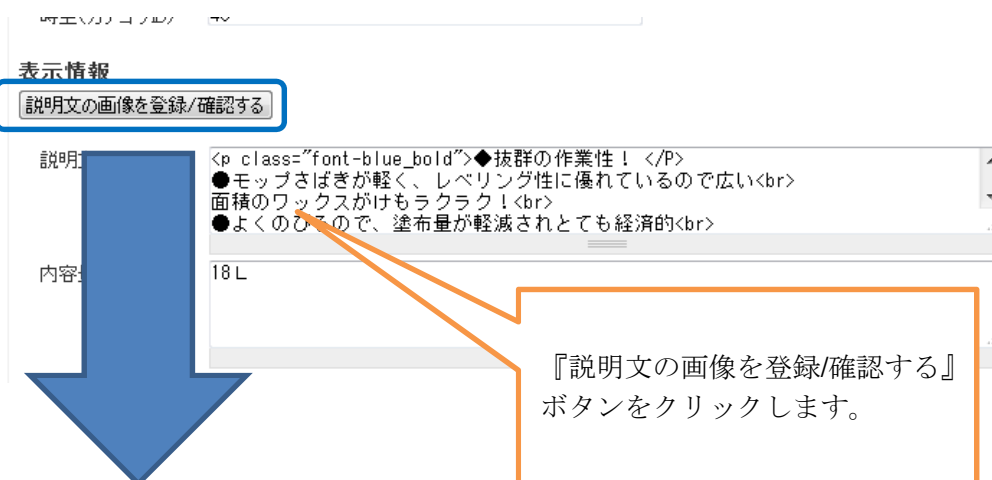 表示情報
説明文の画像を登録/確認する
説明
<p class="font-blue_bold">◆抜群の作業性! </P>
●モップさばきが軽く、レベリング性に優れているので広い<br>
面積のワックスがけもラクラク!<br>
●よくのびるので、塗布量が軽減されとても経済的<br>
内容
18L
『説明文の画像を登録/確認する』
ボタンをクリックします。